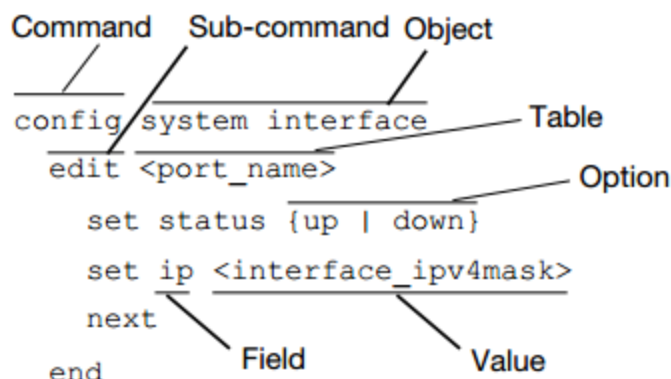 Command Sub-command Object
config system interface
Table
edit <port_name>
Option
set status {up | down}
set ip <interface_ipv4mask>
next
Field Value
end